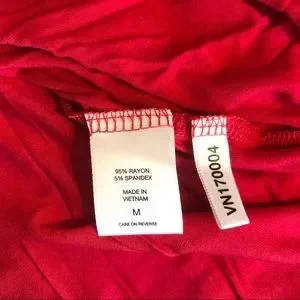 95% RAYON
5% SPANDEX
MADE IN
VIETNAM
M
CARE ON REVERSE
VN170004